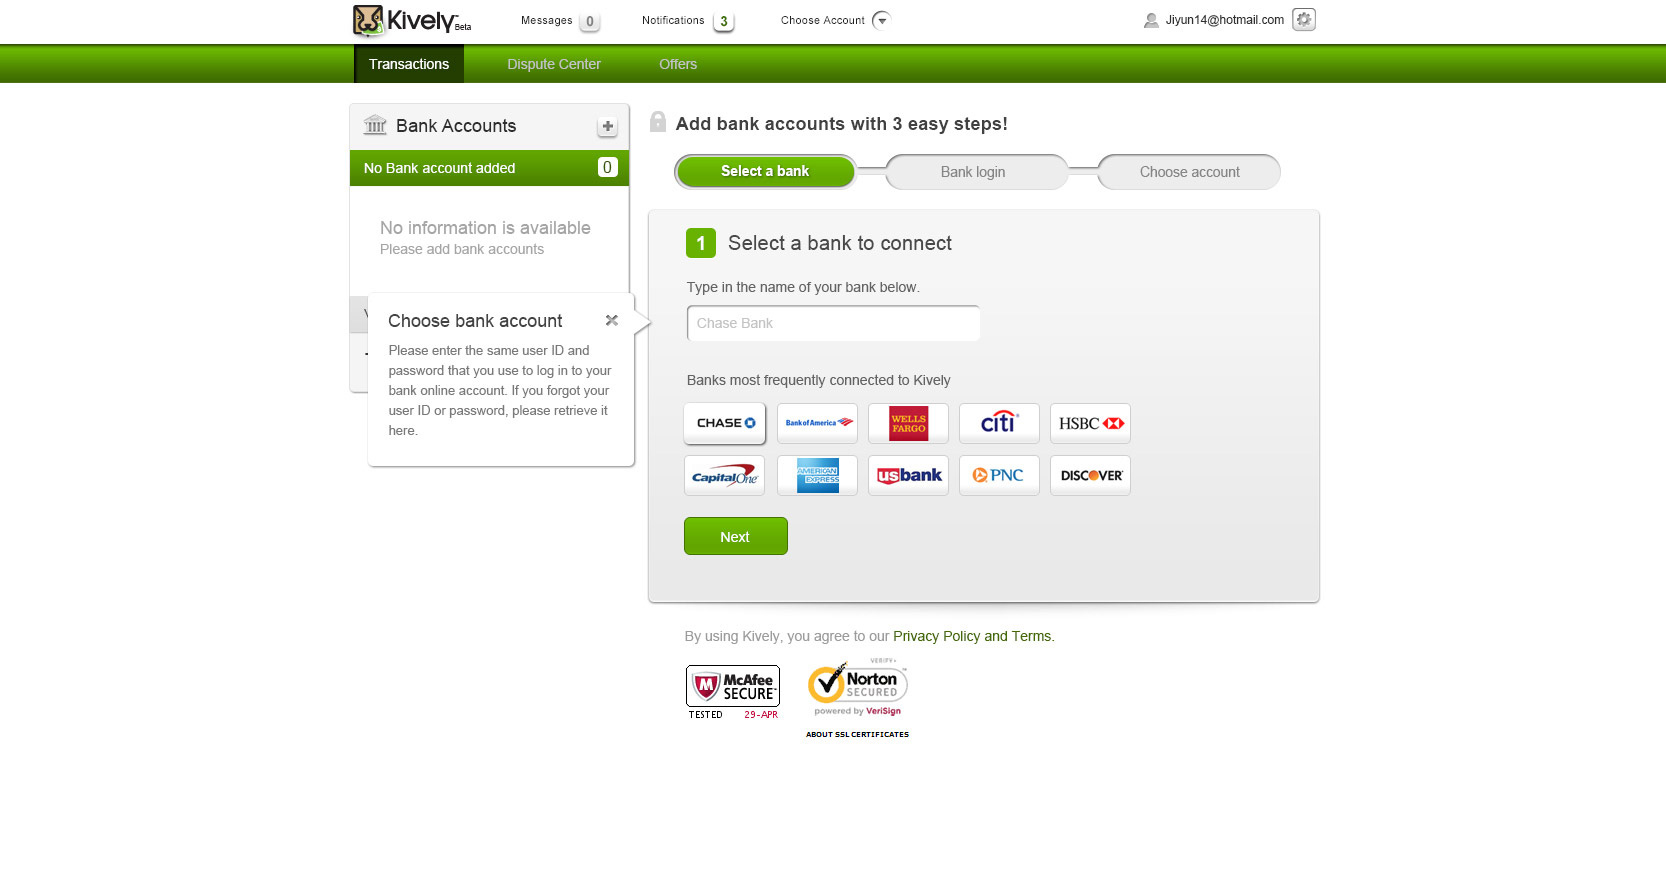 Kively Beta
Messages 0
Notifications 3
Choose Account
Jiyun14@hotmail.com
Transactions
Dispute Center
Offers
Bank Accounts
No Bank account added 0
No information is available
Please add bank accounts
Choose bank account
Please enter the same user ID and
password that you use to log in to your
bank online account. If you forgot your
user ID or password, please retrieve it
here.
Add bank accounts with 3 easy steps!
Select a bank
Bank login
Choose account
1 Select a bank to connect
Type in the name of your bank below.
Chase Bank
Banks most frequently connected to Kively
CHASE
Bank of America
WELLS
FARGO
citi
HSBC
Capital One
AMERICAN
EXPRESS
usbank
PNC
DISCOVER
Next
By using Kively, you agree to our Privacy Policy and Terms.
McAfee
SECURE
TESTED 29-APR
VERIFY
Norton
SECURED
powered by VeriSign
ABOUT SSL CERTIFICATES